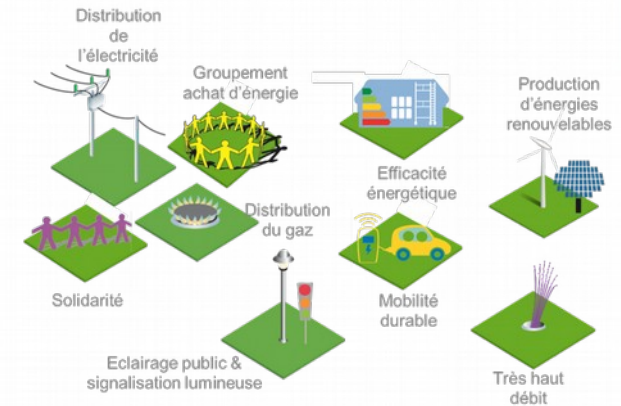 Distribution
de
l'électricité
Groupement
achat d'énergie
Production
d'énergies
renouvelables
Efficacité
énergétique
Distribution
du gaz
Solidarité
Mobilité
durable
Eclairage public &
signalisation lumineuse
Très haut
débit